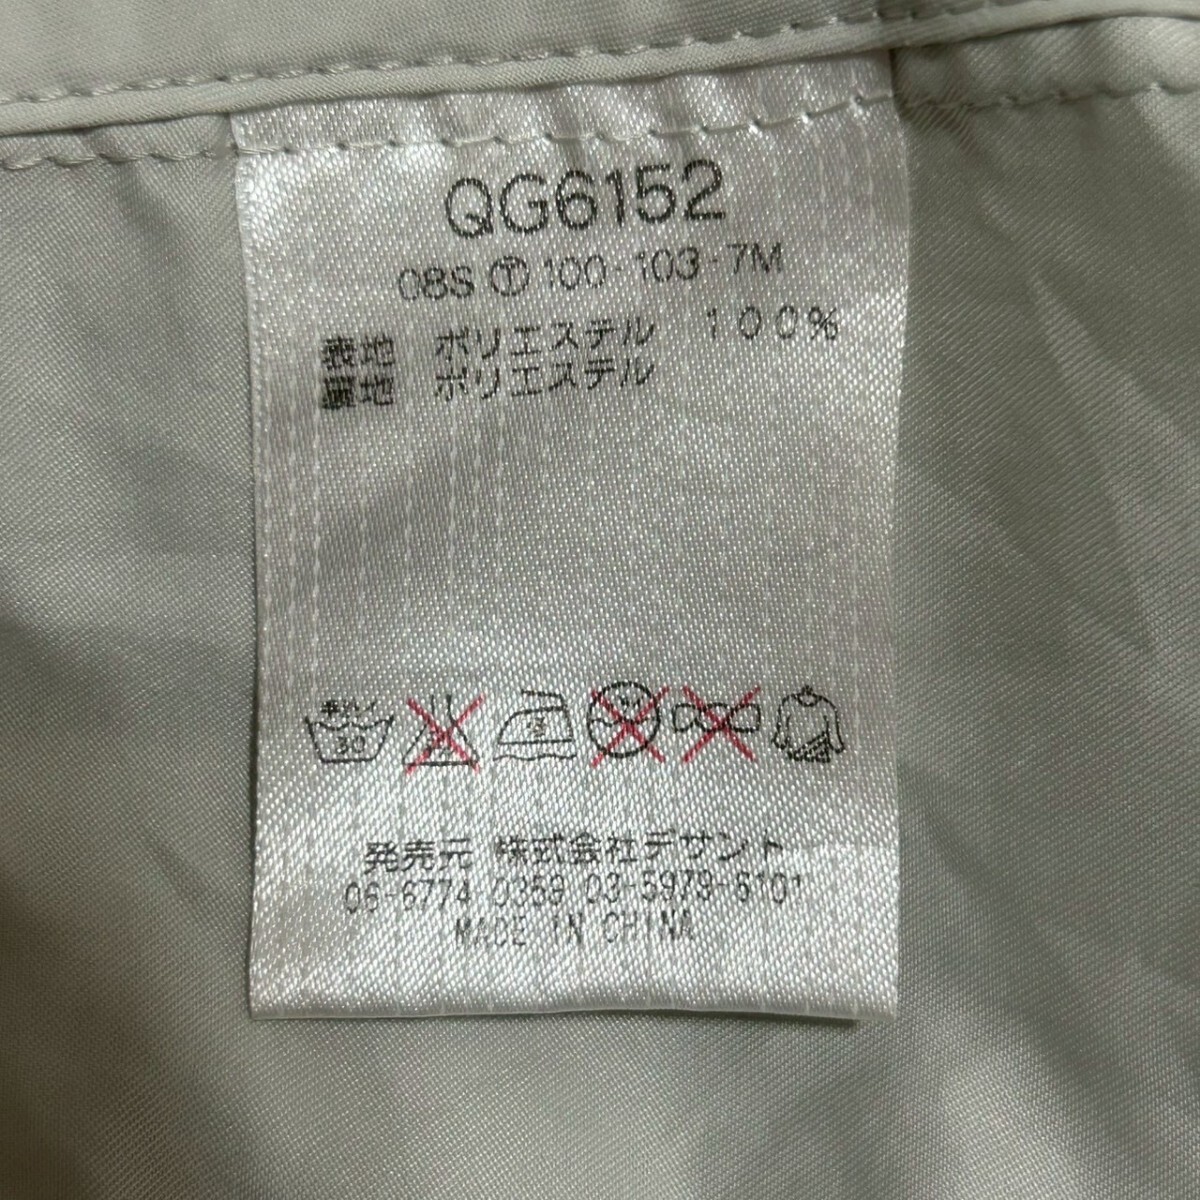 QG6152
08S Ⓣ 100-103-7M
表地 ポリエステル 100%
裏地 ポリエステル
30
発売元 株式会社デサント
06-6774-0359 03-5979-6101
MADE IN CHINA